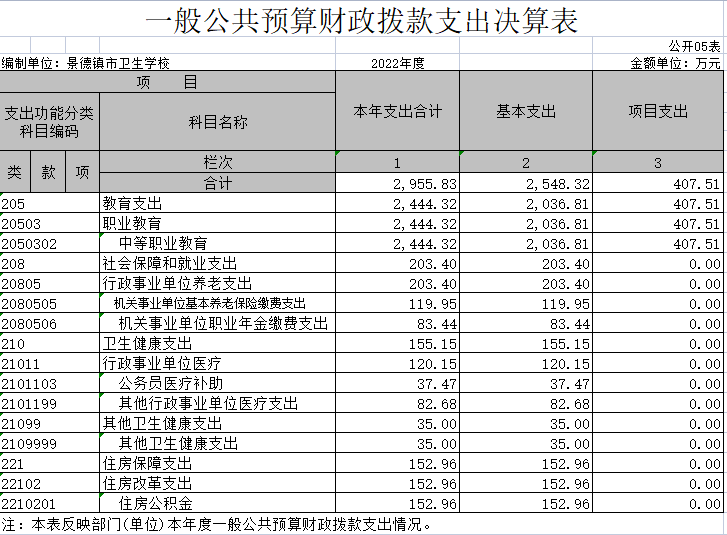 一般公共预算财政拨款支出决算表
公开05表
编制单位：景德镇市卫生学校 2022年度 金额单位：万元
项 目 本年支出合计 基本支出 项目支出
支出功能分类科目编码 科目名称
类 款 项 栏次 1 2 3
合计 2,955.83 2,548.32 407.51
205 教育支出 2,444.32 2,036.81 407.51
20503 职业教育 2,444.32 2,036.81 407.51
2050302 中等职业教育 2,444.32 2,036.81 407.51
208 社会保障和就业支出 203.40 203.40 0.00
20805 行政事业单位养老支出 203.40 203.40 0.00
2080505 机关事业单位基本养老保险缴费支出 119.95 119.95 0.00
2080506 机关事业单位职业年金缴费支出 83.44 83.44 0.00
210 卫生健康支出 155.15 155.15 0.00
21011 行政事业单位医疗 120.15 120.15 0.00
2101103 公务员医疗补助 37.47 37.47 0.00
2101199 其他行政事业单位医疗支出 82.68 82.68 0.00
21099 其他卫生健康支出 35.00 35.00 0.00
2109999 其他卫生健康支出 35.00 35.00 0.00
221 住房保障支出 152.96 152.96 0.00
22102 住房改革支出 152.96 152.96 0.00
2210201 住房公积金 152.96 152.96 0.00
注：本表反映部门(单位)本年度一般公共预算财政拨款支出情况。